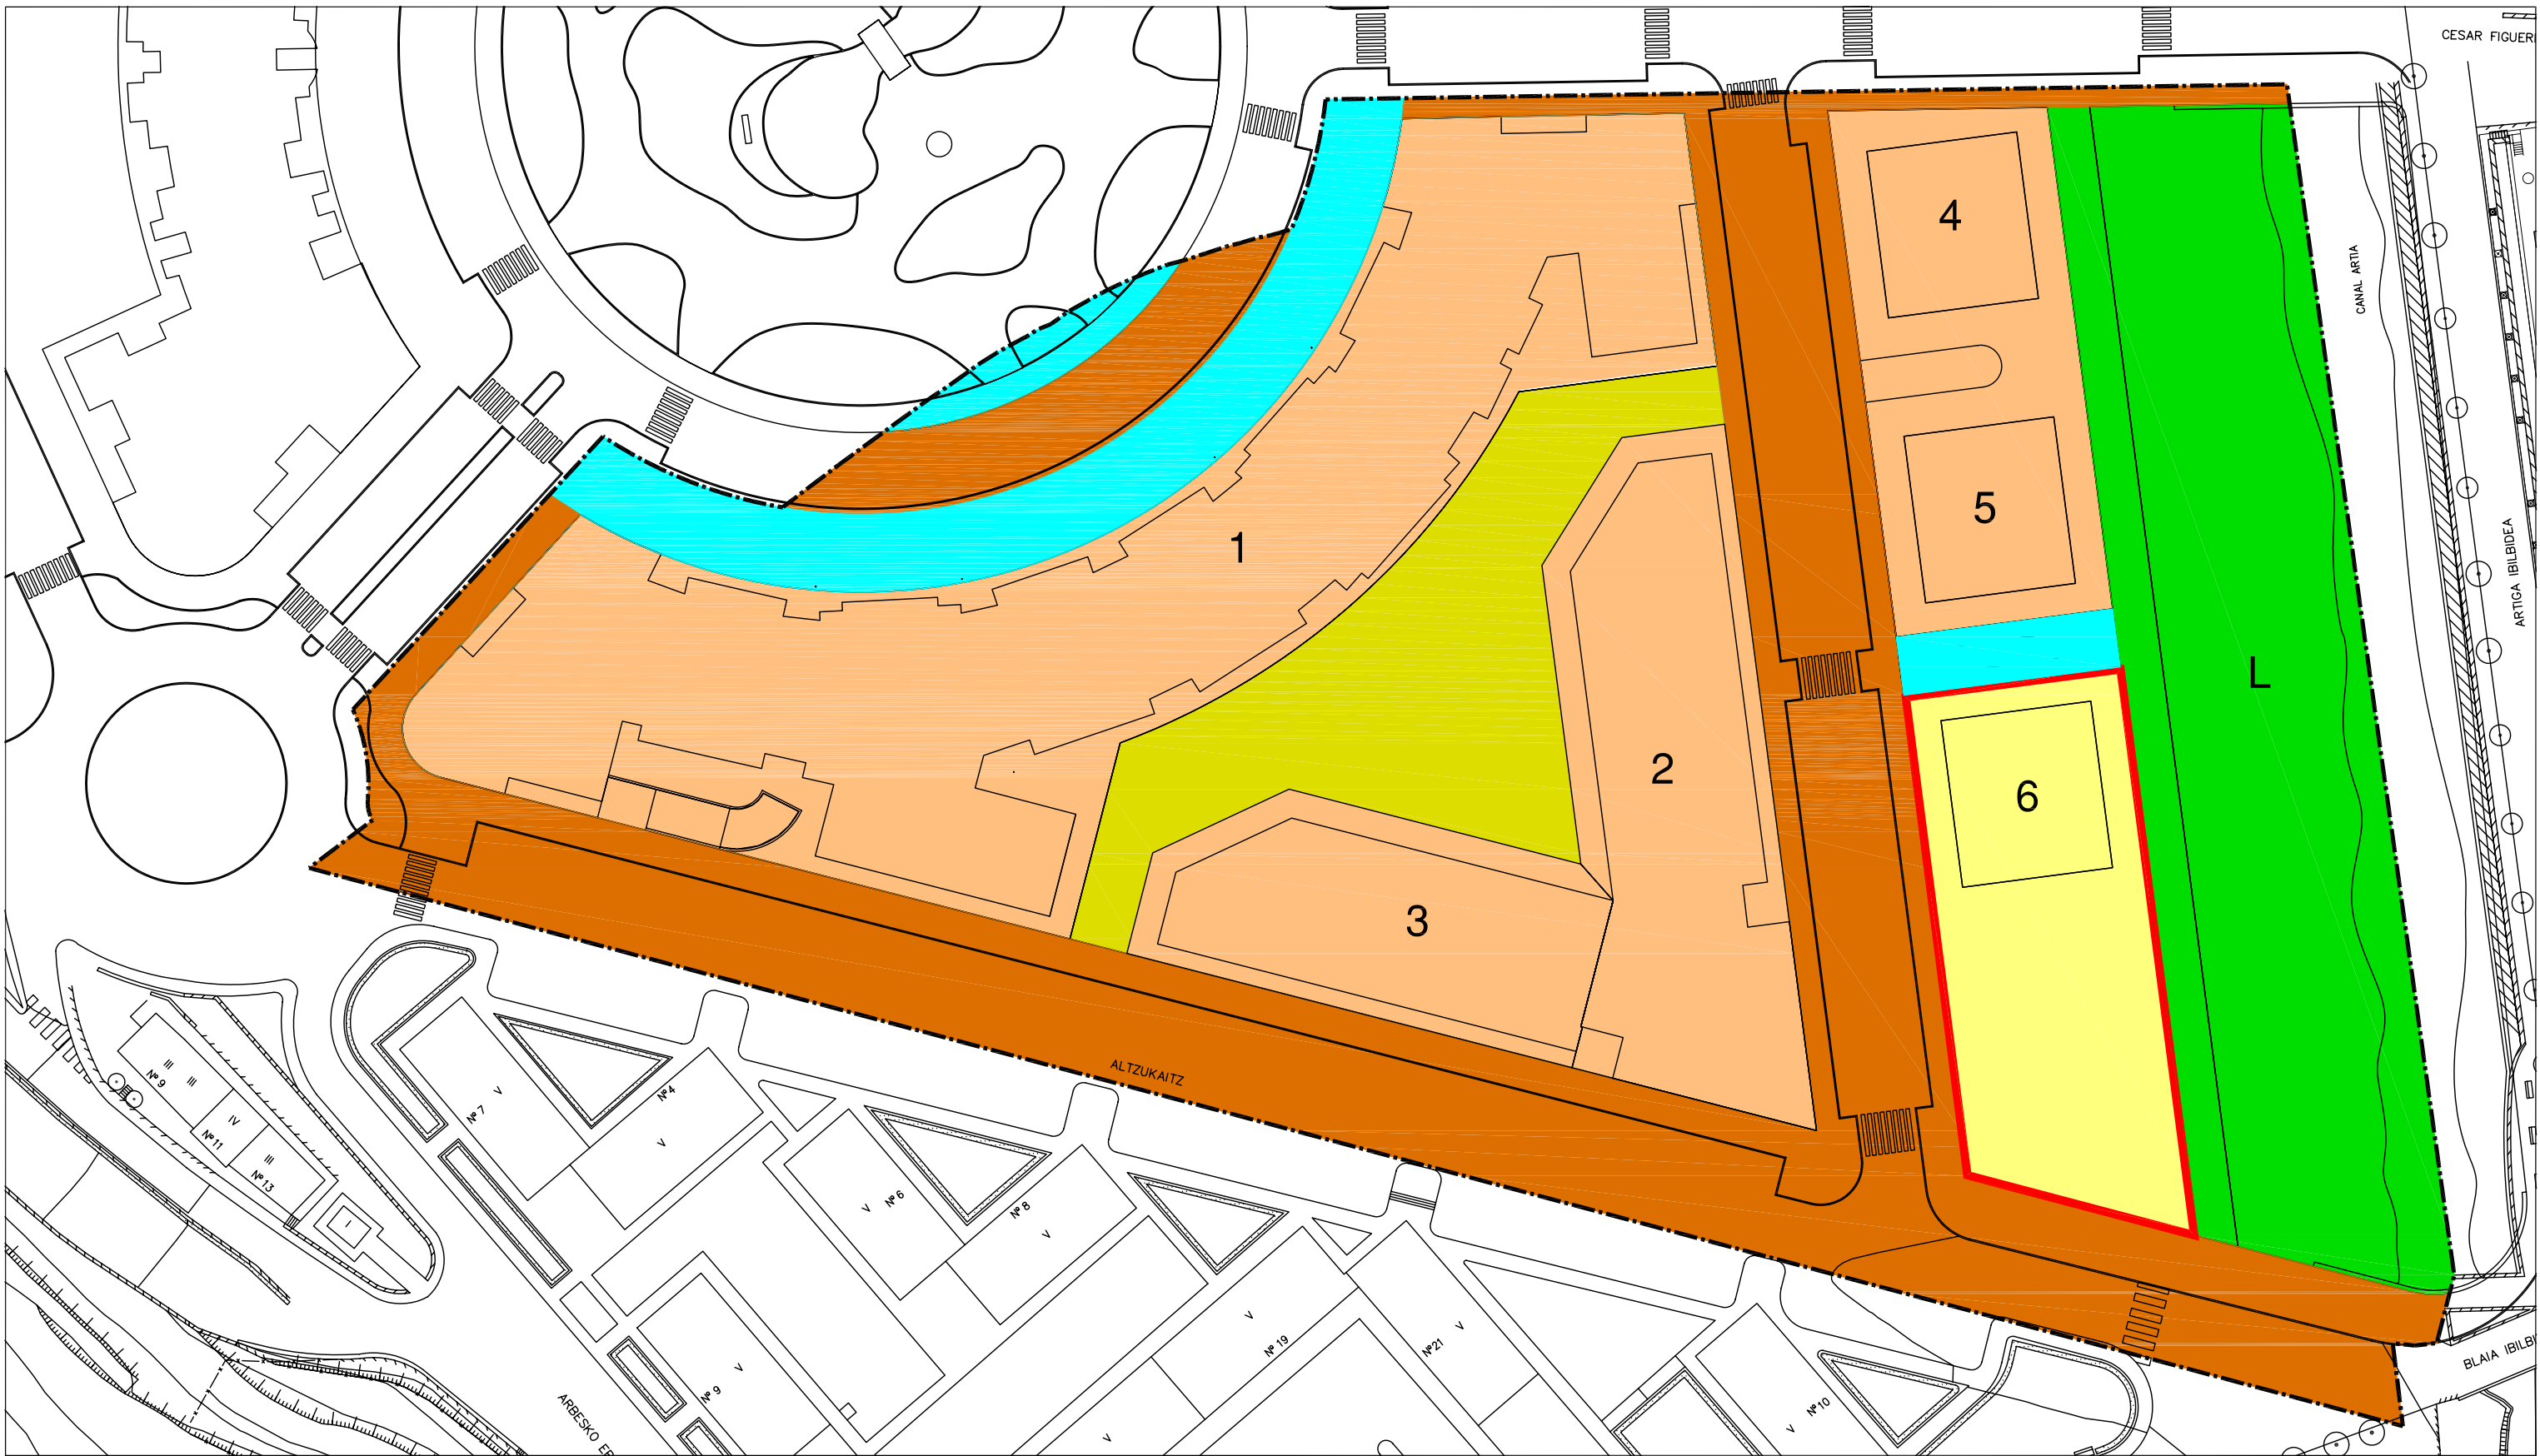 CESAR FIGUER
4
CANAL ARTIA
5
1
ARTIGA IBILBIDEA
L
2
6
3
ALTZUKAITZ
Nº 9
III
III
IV
Nº 11
III
Nº 13
I
Nº 7
V
Nº 4
V
V
Nº 6
Nº 8
V
V
Nº 19
Nº 21
V
V
Nº 9
V
V
Nº 10
BLAIA IBILB
ARBESKO ER